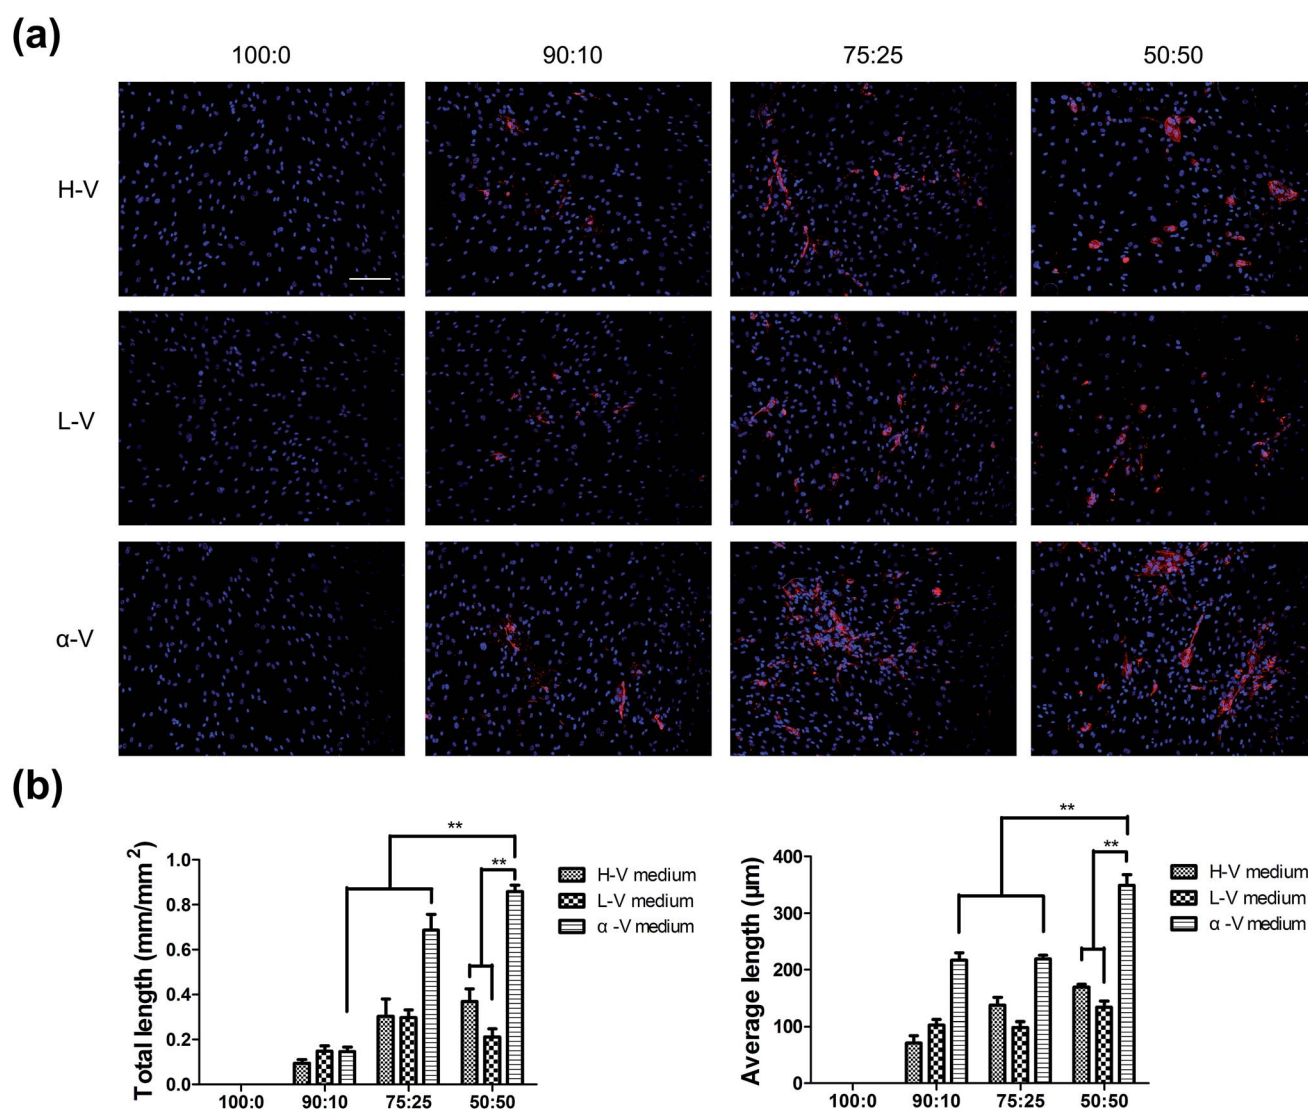 (a)
100:0 90:10 75:25 50:50
H-V
L-V
α-V
(b)
Total length (mm/mm²)
1.0
0.8
0.6
0.4
0.2
0.0
100:0 90:10 75:25 50:50
** 
**
H-V medium
L-V medium
α -V medium
Average length (μm)
400
300
200
100
0
100:0 90:10 75:25 50:50
**
**
H-V medium
L-V medium
α -V medium